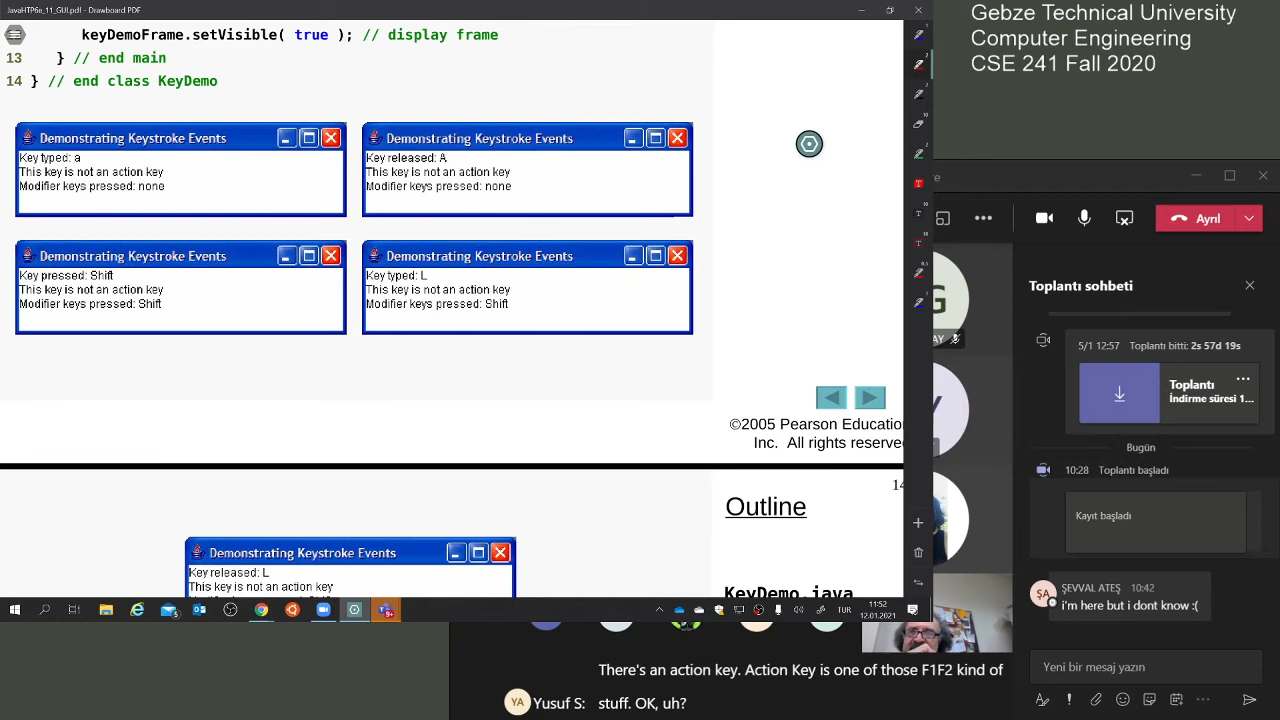 JavaHTP6e_11_GUI.pdf - Drawboard PDF
keyDemoFrame.setVisible( true ); // display frame
13 } // end main
14 } // end class KeyDemo
Demonstrating Keystroke Events
Key typed: a
This key is not an action key
Modifier keys pressed: none
Demonstrating Keystroke Events
Key released: A
This key is not an action key
Modifier keys pressed: none
Demonstrating Keystroke Events
Key pressed: Shift
This key is not an action key
Modifier keys pressed: Shift
Demonstrating Keystroke Events
Key typed: L
This key is not an action key
Modifier keys pressed: Shift
©2005 Pearson Education
Inc. All rights reserve
14
Outline
Demonstrating Keystroke Events
Key released: L
This key is not an action key
KeyDemo.java
TUR
11:52
12.01.2021
Gebze Technical University
Computer Engineering
CSE 241 Fall 2020
Ayrıl
Toplantı sohbeti
5/1 12:57 Toplantı bitti: 2s 57d 19s
Toplantı
İndirme süresi 1...
Bugün
10:28 Toplantı başladı
Kayıt başladı
ŞA
ŞEVVAL ATEŞ 10:42
i'm here but i dont know :(
Yeni bir mesaj yazın
There's an action key. Action Key is one of those F1F2 kind of
YA Yusuf S: stuff. OK, uh?